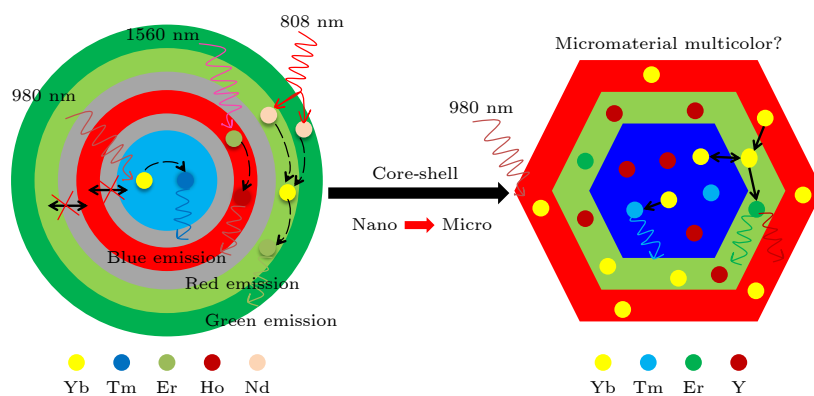 1560 nm
808 nm
980 nm
Blue emission
Red emission
Green emission
Core-shell
Nano
Micro
Micromaterial multicolor?
980 nm
Yb
Tm
Er
Ho
Nd
Yb
Tm
Er
Y